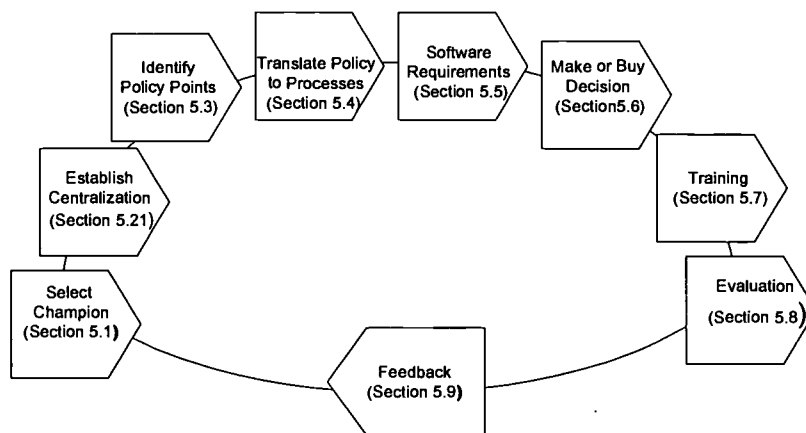 Identify
Policy Points
(Section 5.3)
Translate Policy
to Processes
(Section 5.4)
Software
Requirements
(Section 5.5)
Make or Buy
Decision
(Section5.6)
Establish
Centralization
(Section 5.21)
Training
(Section 5.7)
Select
Champion
(Section 5.1)
Evaluation
(Section 5.8)
Feedback
(Section 5.9)